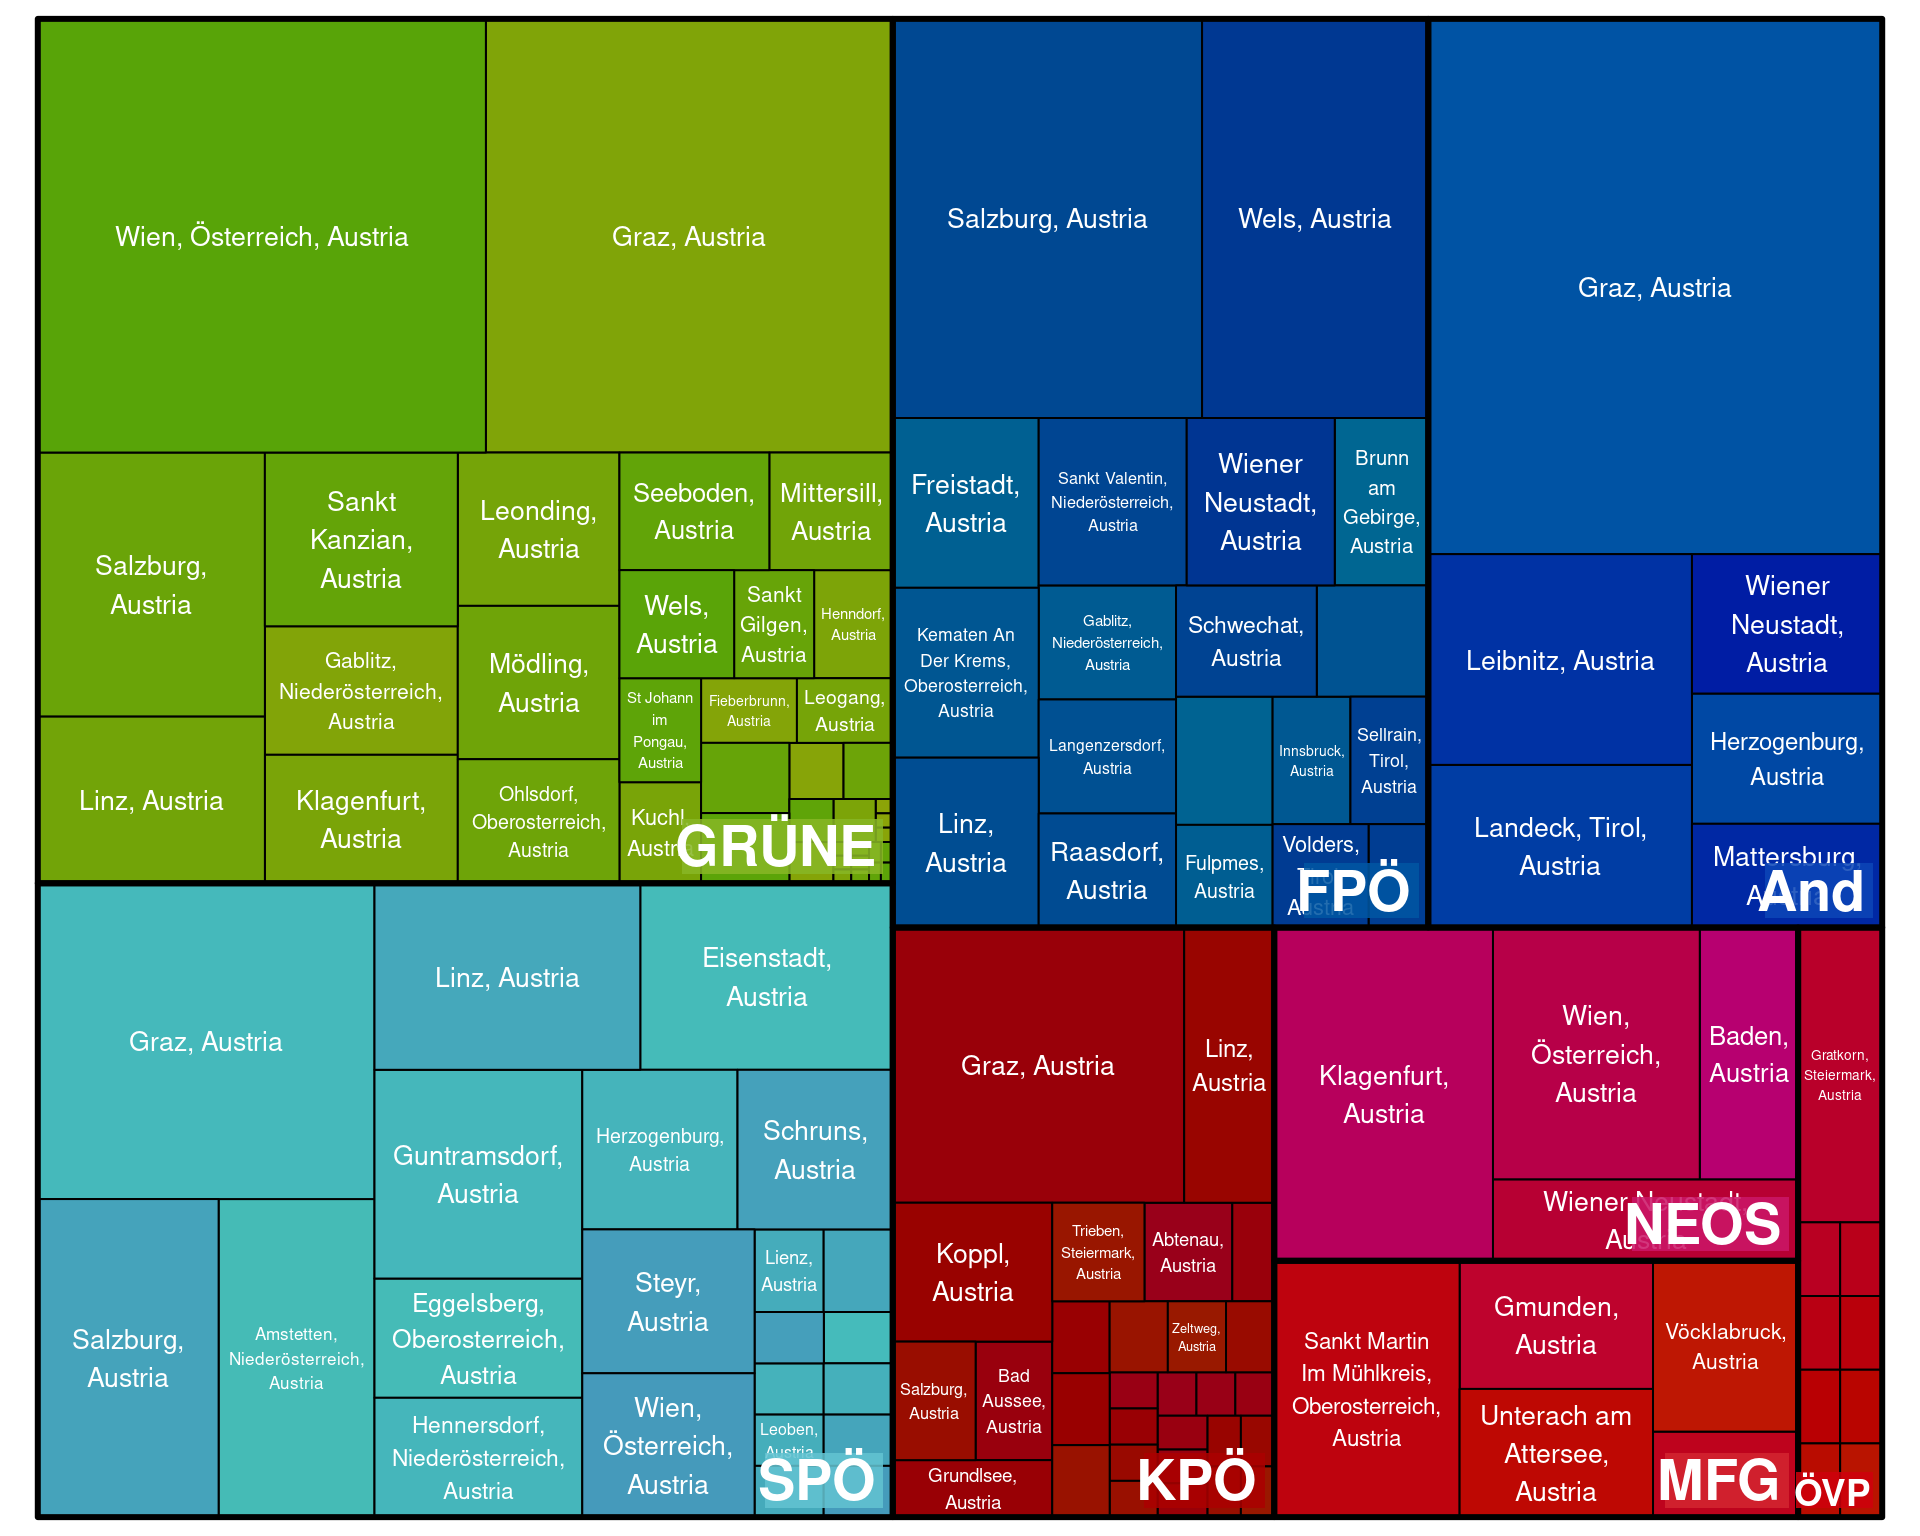 Wien, Österreich, Austria
Graz, Austria
Salzburg,
Austria
Sankt
Kanzian,
Austria
Leonding,
Austria
Seeboden,
Austria
Mittersill,
Austria
Wels,
Austria
Sankt
Gilgen,
Austria
Henndorf,
Austria
Gablitz,
Niederösterreich,
Austria
Mödling,
Austria
St Johann
im
Pongau,
Austria
Fieberbrunn,
Austria
Leogang,
Austria
Linz, Austria
Klagenfurt,
Austria
Ohlsdorf,
Oberosterreich,
Austria
Kuchl,
Austria
GRÜNE
Salzburg, Austria
Wels, Austria
Freistadt,
Austria
Sankt Valentin,
Niederösterreich,
Austria
Wiener
Neustadt,
Austria
Brunn
am
Gebirge,
Austria
Kematen An
Der Krems,
Oberosterreich,
Austria
Gablitz,
Niederösterreich,
Austria
Schwechat,
Austria
Langenzersdorf,
Austria
Innsbruck,
Austria
Sellrain,
Tirol,
Austria
Linz,
Austria
Raasdorf,
Austria
Fulpmes,
Austria
Volders,
Tirol,
Austria
FPÖ
Graz, Austria
Leibnitz, Austria
Wiener
Neustadt,
Austria
Herzogenburg,
Austria
Landeck, Tirol,
Austria
Mattersburg,
Austria
And
Graz, Austria
Linz, Austria
Eisenstadt,
Austria
Guntramsdorf,
Austria
Herzogenburg,
Austria
Schruns,
Austria
Salzburg,
Austria
Amstetten,
Niederösterreich,
Austria
Eggelsberg,
Oberosterreich,
Austria
Steyr,
Austria
Lienz,
Austria
Hennersdorf,
Niederösterreich,
Austria
Wien,
Österreich,
Austria
Leoben,
Austria
SPÖ
Graz, Austria
Linz,
Austria
Koppl,
Austria
Trieben,
Steiermark,
Austria
Abtenau,
Austria
Zeltweg,
Austria
Salzburg,
Austria
Bad
Aussee,
Austria
Grundlsee,
Austria
KPÖ
Klagenfurt,
Austria
Wien,
Österreich,
Austria
Baden,
Austria
Wiener Neustadt,
Austria
NEOS
Sankt Martin
Im Mühlkreis,
Oberosterreich,
Austria
Gmunden,
Austria
Vöcklabruck,
Austria
Unterach am
Attersee,
Austria
MFG
Gratkorn,
Steiermark,
Austria
ÖVP